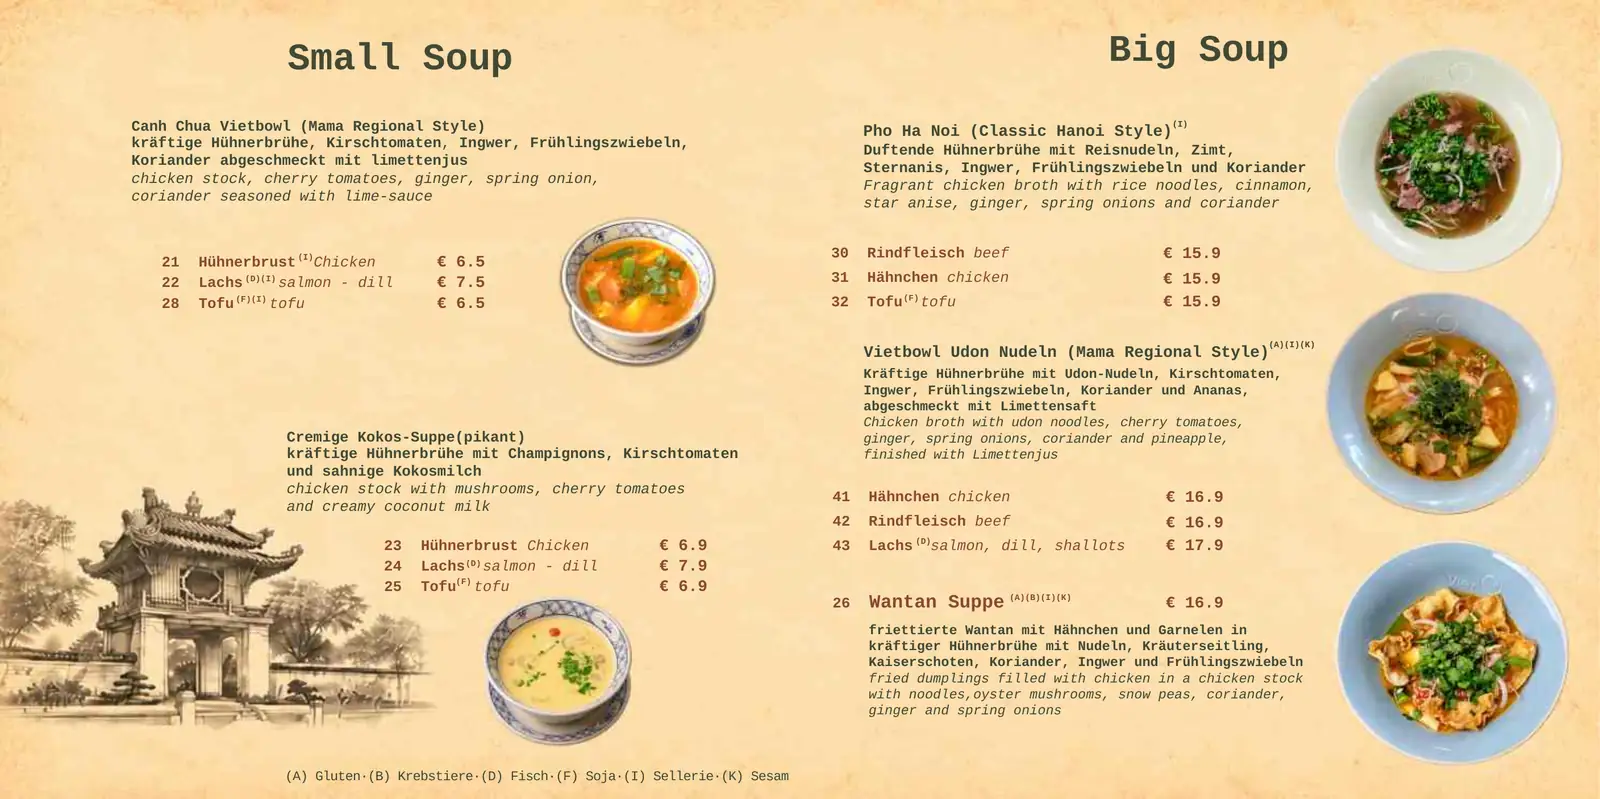 Small Soup
Canh Chua Vietbowl (Mama Regional Style)
kräftige Hühnerbrühe, Kirschtomaten, Ingwer, Frühlingszwiebeln,
Koriander abgeschmeckt mit limettenjus
chicken stock, cherry tomatoes, ginger, spring onion,
coriander seasoned with lime-sauce
21 Hühnerbrust (I) Chicken € 6.5
22 Lachs (D)(I) salmon - dill € 7.5
28 Tofu (F)(I) tofu € 6.5
Cremige Kokos-Suppe(pikant)
kräftige Hühnerbrühe mit Champignons, Kirschtomaten
und sahnige Kokosmilch
chicken stock with mushrooms, cherry tomatoes
and creamy coconut milk
23 Hühnerbrust Chicken € 6.9
24 Lachs (D) salmon - dill € 7.9
25 Tofu (F) tofu € 6.9
(A) Gluten·(B) Krebstiere·(D) Fisch·(F) Soja·(I) Sellerie·(K) Sesam
Big Soup
Pho Ha Noi (Classic Hanoi Style) (I)
Duftende Hühnerbrühe mit Reisnudeln, Zimt,
Sternanis, Ingwer, Frühlingszwiebeln und Koriander
Fragrant chicken broth with rice noodles, cinnamon,
star anise, ginger, spring onions and coriander
30 Rindfleisch beef € 15.9
31 Hähnchen chicken € 15.9
32 Tofu (F) tofu € 15.9
Vietbowl Udon Nudeln (Mama Regional Style) (A)(I)(K)
Kräftige Hühnerbrühe mit Udon-Nudeln, Kirschtomaten,
Ingwer, Frühlingszwiebeln, Koriander und Ananas,
abgeschmeckt mit Limettensaft
Chicken broth with udon noodles, cherry tomatoes,
ginger, spring onions, coriander and pineapple,
finished with Limettenjus
41 Hähnchen chicken € 16.9
42 Rindfleisch beef € 16.9
43 Lachs (D) salmon, dill, shallots € 17.9
26 Wantan Suppe (A)(B)(I)(K) € 16.9
friettierte Wantan mit Hähnchen und Garnelen in
kräftiger Hühnerbrühe mit Nudeln, Kräuterseitling,
Kaiserschoten, Koriander, Ingwer und Frühlingszwiebeln
fried dumplings filled with chicken in a chicken stock
with noodles,oyster mushrooms, snow peas, coriander,
ginger and spring onions